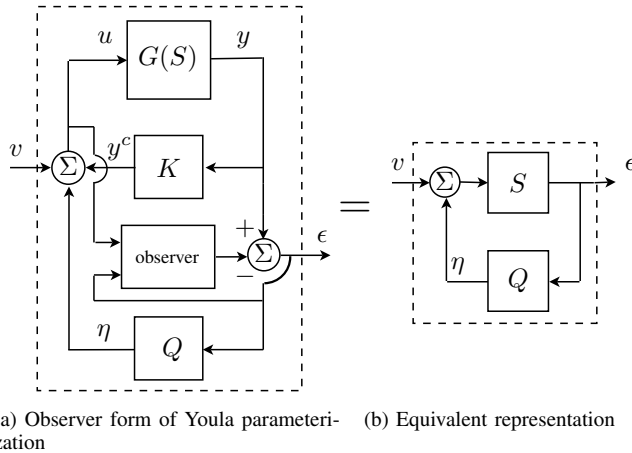 u
y
G(S)
v
Σ
y^c
K
+
observer
Σ
ϵ
−
η
Q
=
v
Σ
S
ϵ
η
Q
a) Observer form of Youla parameteri-
zation
(b) Equivalent representation